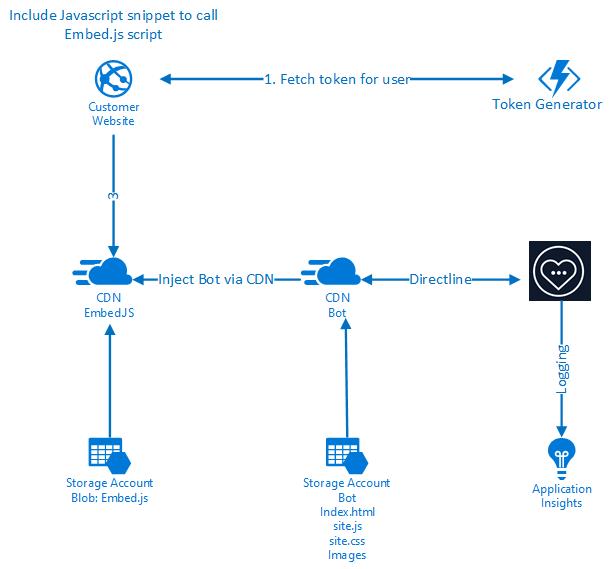 Include Javascript snippet to call
Embed.js script
1. Fetch token for user
Customer
Website
Token Generator
3
Inject Bot via CDN
Directline
CDN
EmbedJS
CDN
Bot
Logging
Storage Account
Blob: Embed.js
Storage Account
Bot
Index.html
site.js
site.css
Images
Application
Insights